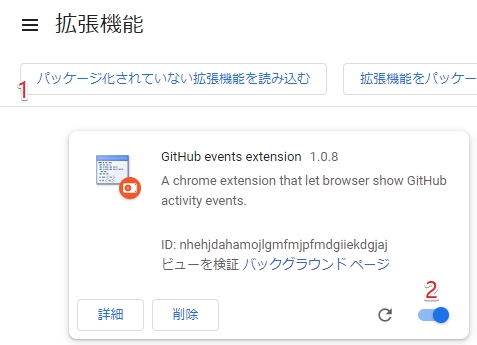 拡張機能
パッケージ化されていない拡張機能を読み込む
拡張機能をパッケー
1
GitHub events extension 1.0.8
A chrome extension that let browser show GitHub
activity events.
ID: nhehjdahamojlgmfmjpfmdgiiekdgjaj
ビューを検証 バックグラウンド ページ
2
詳細
削除